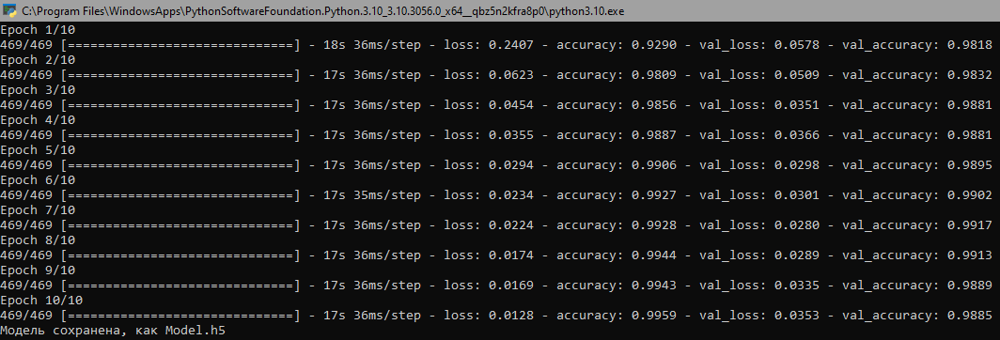 C:\Program Files\WindowsApps\PythonSoftwareFoundation.Python.3.10_3.10.3056.0_x64__qbz5n2kfra8p0\python3.10.exe
Epoch 1/10
469/469 [==============================] - 18s 36ms/step - loss: 0.2407 - accuracy: 0.9290 - val_loss: 0.0578 - val_accuracy: 0.9818
Epoch 2/10
469/469 [==============================] - 17s 36ms/step - loss: 0.0623 - accuracy: 0.9809 - val_loss: 0.0509 - val_accuracy: 0.9832
Epoch 3/10
469/469 [==============================] - 17s 36ms/step - loss: 0.0454 - accuracy: 0.9856 - val_loss: 0.0351 - val_accuracy: 0.9881
Epoch 4/10
469/469 [==============================] - 17s 36ms/step - loss: 0.0355 - accuracy: 0.9887 - val_loss: 0.0366 - val_accuracy: 0.9881
Epoch 5/10
469/469 [==============================] - 17s 36ms/step - loss: 0.0294 - accuracy: 0.9906 - val_loss: 0.0298 - val_accuracy: 0.9895
Epoch 6/10
469/469 [==============================] - 17s 35ms/step - loss: 0.0234 - accuracy: 0.9927 - val_loss: 0.0301 - val_accuracy: 0.9902
Epoch 7/10
469/469 [==============================] - 17s 36ms/step - loss: 0.0224 - accuracy: 0.9928 - val_loss: 0.0280 - val_accuracy: 0.9917
Epoch 8/10
469/469 [==============================] - 17s 36ms/step - loss: 0.0174 - accuracy: 0.9944 - val_loss: 0.0289 - val_accuracy: 0.9913
Epoch 9/10
469/469 [==============================] - 17s 36ms/step - loss: 0.0169 - accuracy: 0.9943 - val_loss: 0.0335 - val_accuracy: 0.9889
Epoch 10/10
469/469 [==============================] - 17s 36ms/step - loss: 0.0128 - accuracy: 0.9959 - val_loss: 0.0353 - val_accuracy: 0.9885
Модель сохранена, как Model.h5